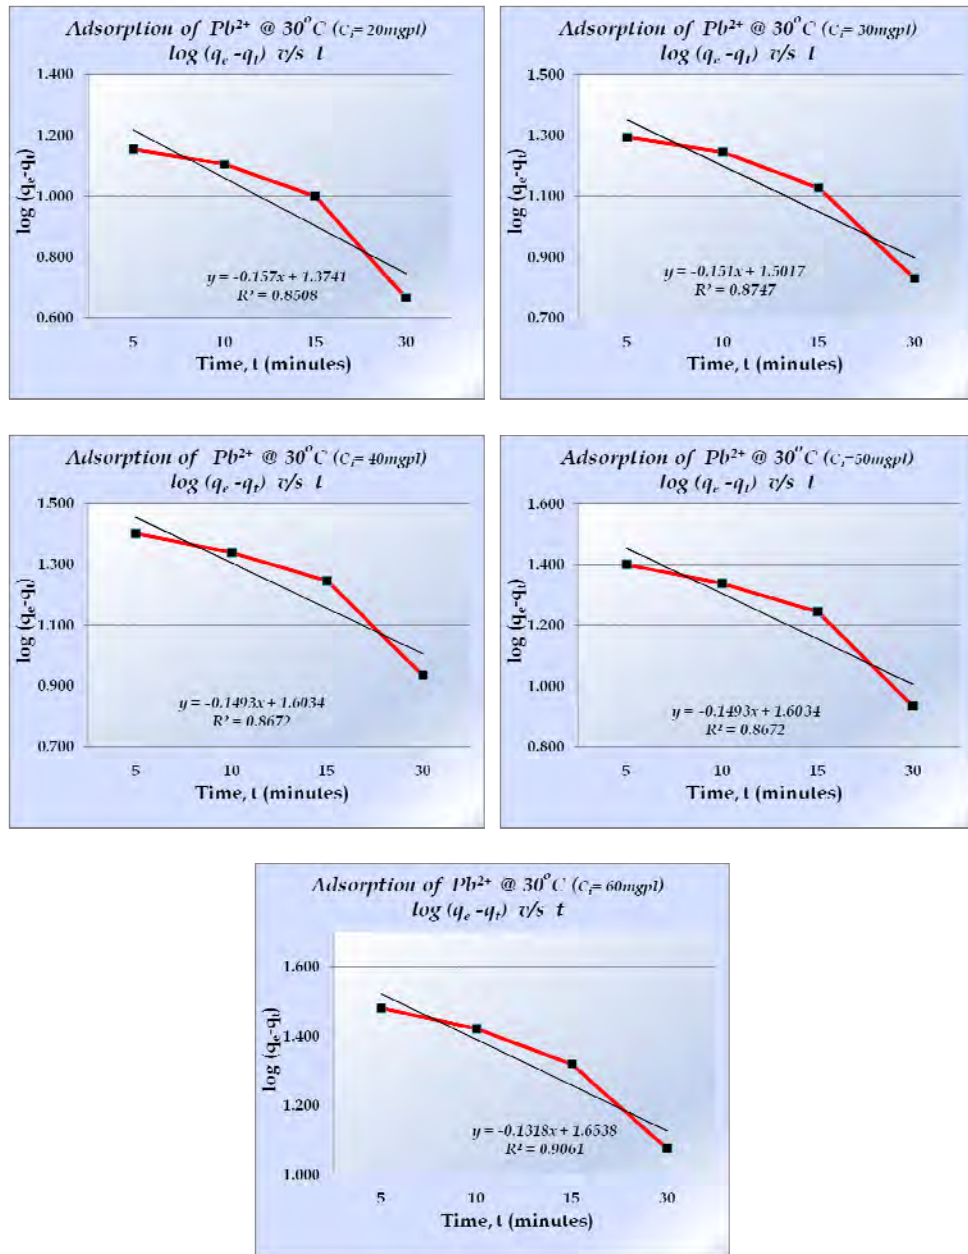 Adsorption of Pb²⁺ @ 30°C (Cᵢ= 20mgpl)
log (qₑ -qₜ) v/s t
1.400
1.200
1.000
0.800
0.600
log (qₑ-qₜ)
y = -0.157x + 1.3741
R² = 0.8508
5 10 15 30
Time, t (minutes)
Adsorption of Pb²⁺ @ 30°C (Cᵢ= 30mgpl)
log (qₑ -qₜ) v/s t
1.500
1.300
1.100
0.900
0.700
log (qₑ-qₜ)
y = -0.151x + 1.5017
R² = 0.8747
5 10 15 30
Time, t (minutes)
Adsorption of Pb²⁺ @ 30°C (Cᵢ= 40mgpl)
log (qₑ -qₜ) v/s t
1.500
1.300
1.100
0.900
0.700
log (qₑ-qₜ)
y = -0.1493x + 1.6034
R² = 0.8672
5 10 15 30
Time, t (minutes)
Adsorption of Pb²⁺ @ 30°C (Cᵢ=50mgpl)
log (qₑ -qₜ) v/s t
1.600
1.400
1.200
1.000
0.800
log (qₑ-qₜ)
y = -0.1493x + 1.6034
R² = 0.8672
5 10 15 30
Time, t (minutes)
Adsorption of Pb²⁺ @ 30°C (Cᵢ= 60mgpl)
log (qₑ -qₜ) v/s t
1.600
1.400
1.200
1.000
log (qₑ-qₜ)
y = -0.1318x + 1.6538
R² = 0.9061
5 10 15 30
Time, t (minutes)